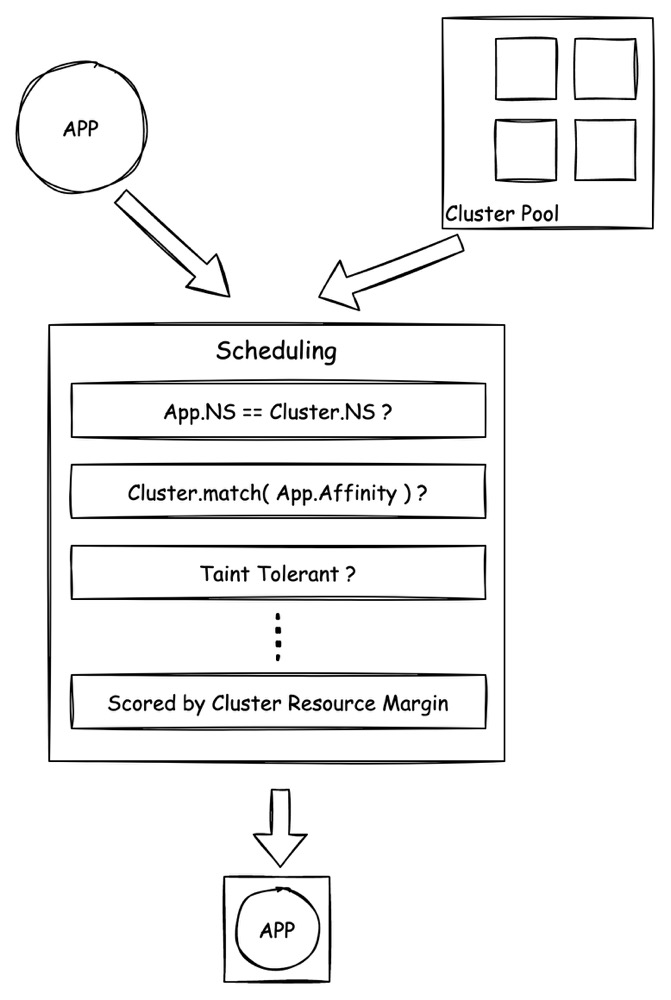 APP
Cluster Pool
Scheduling
App.NS == Cluster.NS ?
Cluster.match( App.Affinity ) ?
Taint Tolerant ?
Scored by Cluster Resource Margin
APP